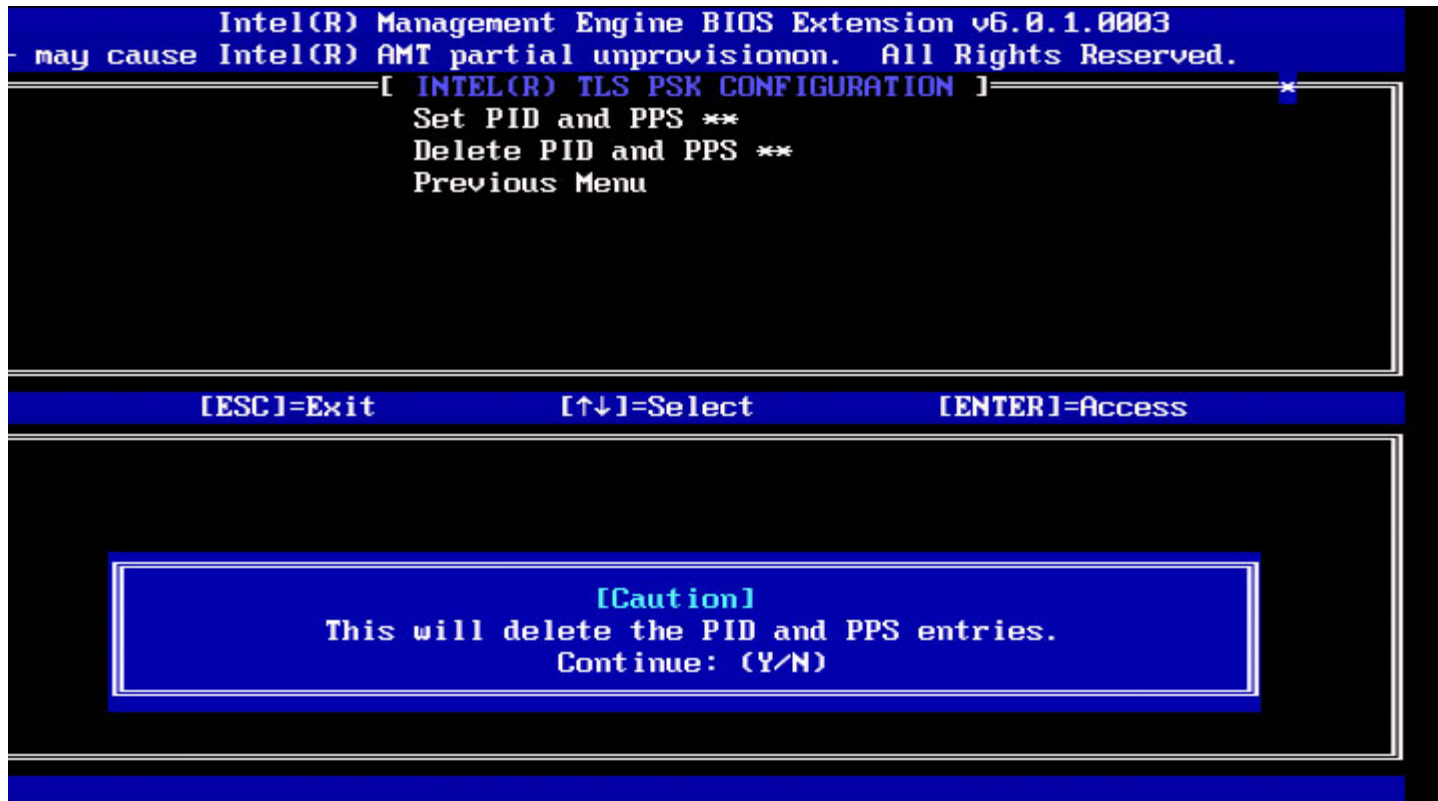 Intel(R) Management Engine BIOS Extension v6.0.1.0003
- may cause Intel(R) AMT partial unprovisionon. All Rights Reserved.
[ INTEL(R) TLS PSK CONFIGURATION ]
*
Set PID and PPS **
Delete PID and PPS **
Previous Menu
[ESC]=Exit [↑↓]=Select [ENTER]=Access
[Caution]
This will delete the PID and PPS entries.
Continue: (Y/N)